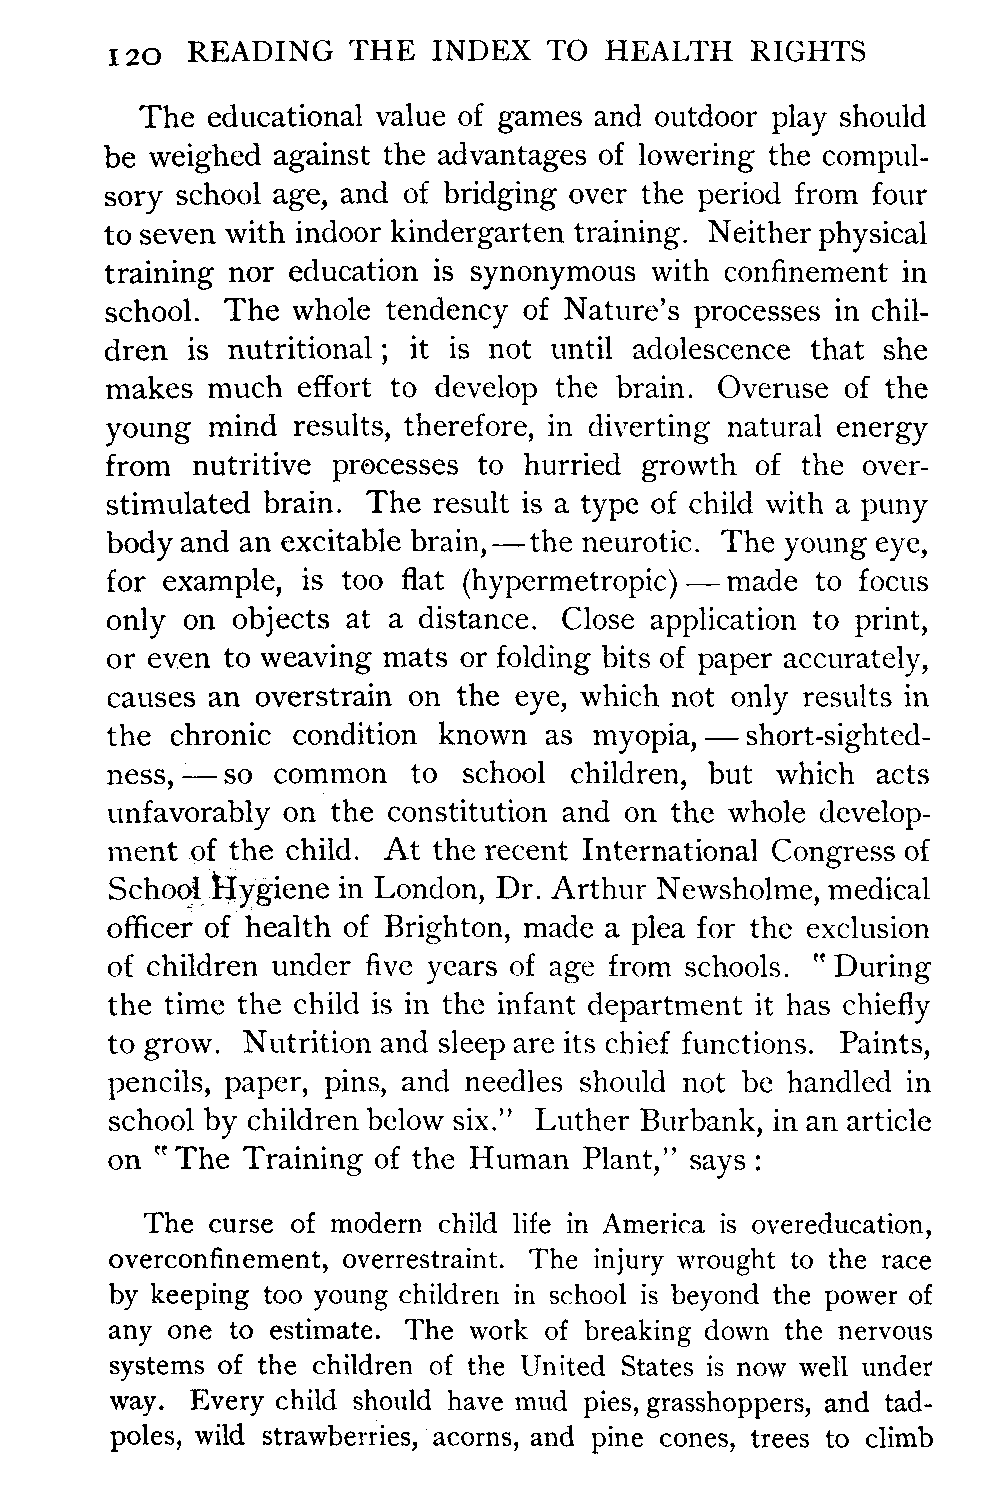 120 READING THE INDEX TO HEALTH RIGHTS
The educational value of games and outdoor play should
be weighed against the advantages of lowering the compul-
sory school age, and of bridging over the period from four
to seven with indoor kindergarten training. Neither physical
training nor education is synonymous with confinement in
school. The whole tendency of Nature's processes in chil-
dren is nutritional; it is not until adolescence that she
makes much effort to develop the brain. Overuse of the
young mind results, therefore, in diverting natural energy
from nutritive processes to hurried growth of the over-
stimulated brain. The result is a type of child with a puny
body and an excitable brain,—the neurotic. The young eye,
for example, is too flat (hypermetropic) — made to focus
only on objects at a distance. Close application to print,
or even to weaving mats or folding bits of paper accurately,
causes an overstrain on the eye, which not only results in
the chronic condition known as myopia, — short-sighted-
ness, — so common to school children, but which acts
unfavorably on the constitution and on the whole develop-
ment of the child. At the recent International Congress of
School Hygiene in London, Dr. Arthur Newsholme, medical
officer of health of Brighton, made a plea for the exclusion
of children under five years of age from schools. "During
the time the child is in the infant department it has chiefly
to grow. Nutrition and sleep are its chief functions. Paints,
pencils, paper, pins, and needles should not be handled in
school by children below six." Luther Burbank, in an article
on "The Training of the Human Plant," says:
The curse of modern child life in America is overeducation,
overconfinement, overrestraint. The injury wrought to the race
by keeping too young children in school is beyond the power of
any one to estimate. The work of breaking down the nervous
systems of the children of the United States is now well under
way. Every child should have mud pies, grasshoppers, and tad-
poles, wild strawberries, acorns, and pine cones, trees to climb